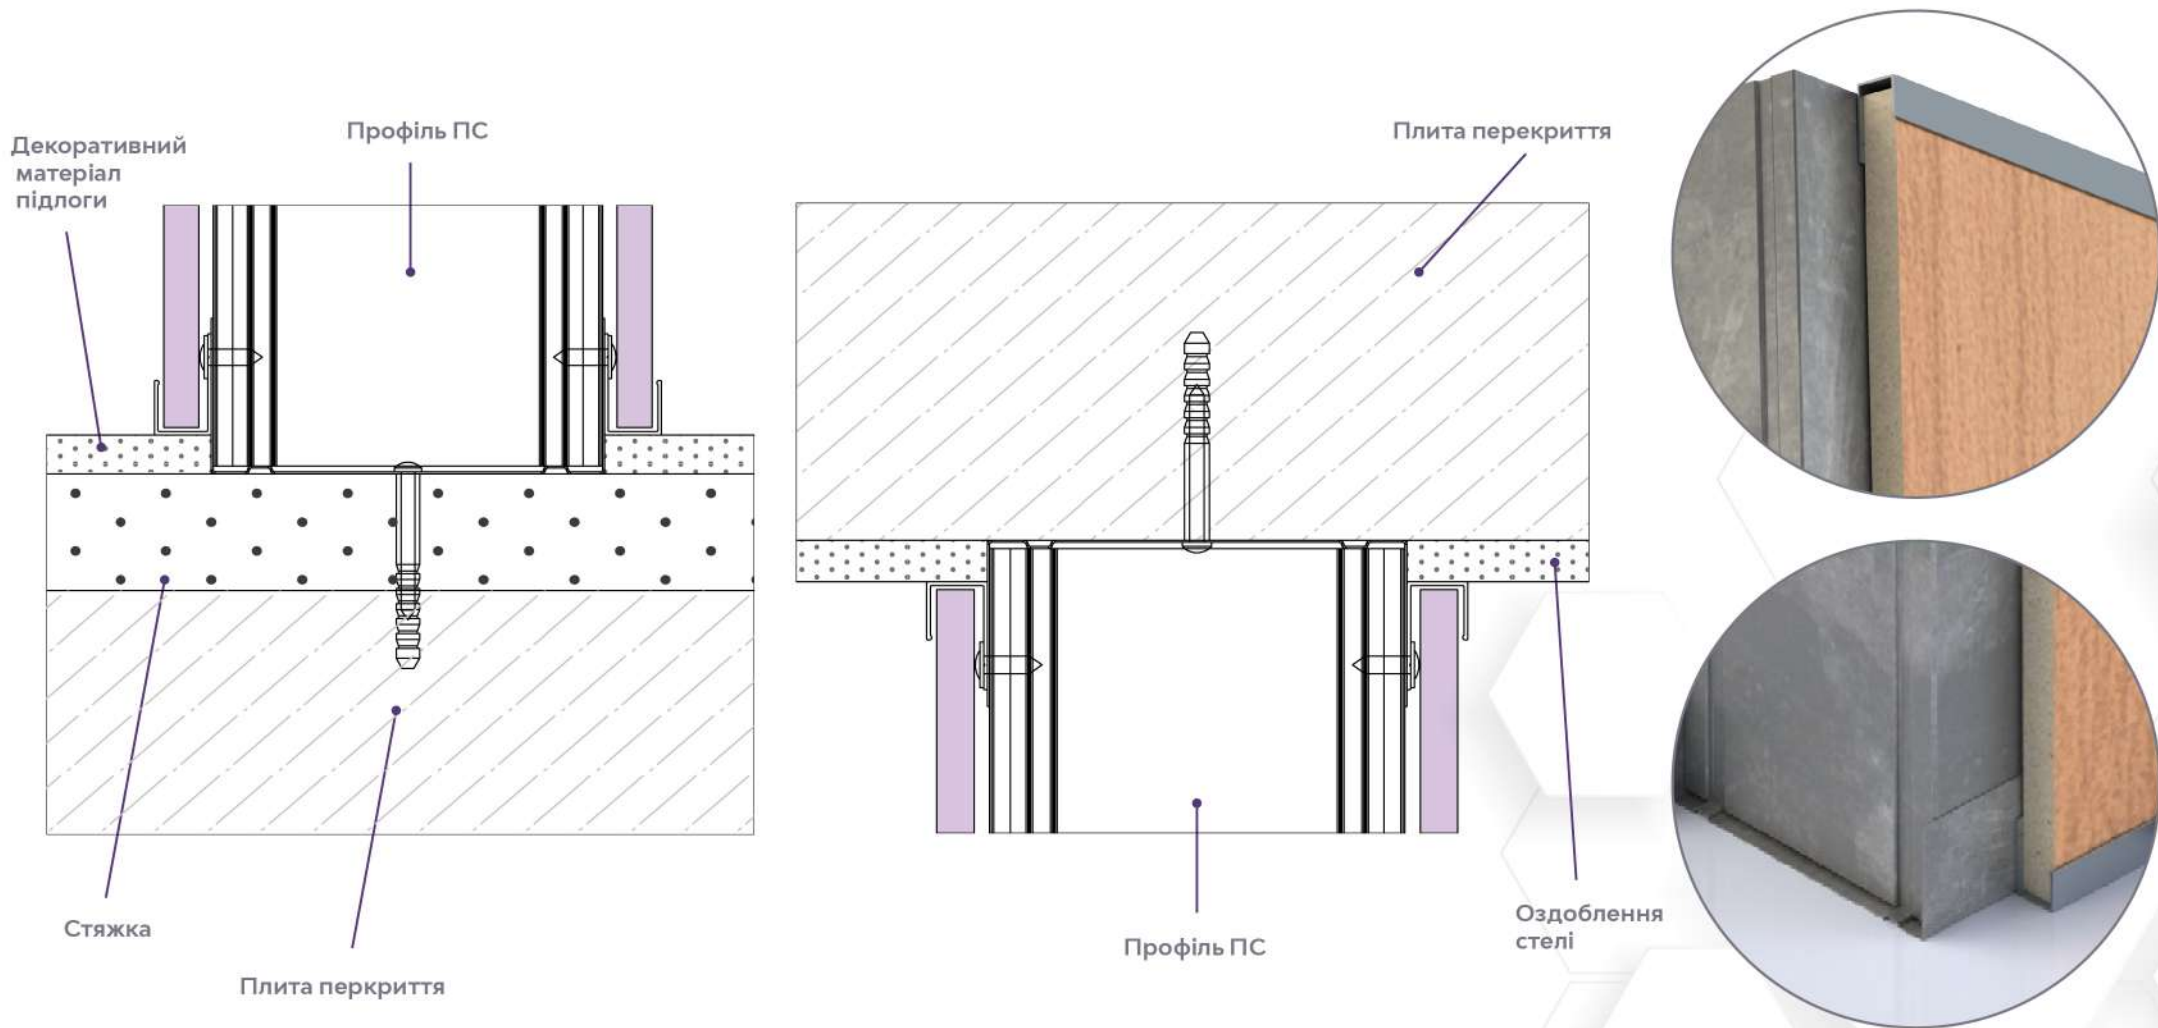 Декоративний
матеріал
підлоги
Профіль ПС
Стяжка
Плита перкриття
Плита перекриття
Профіль ПС
Оздоблення
стелі